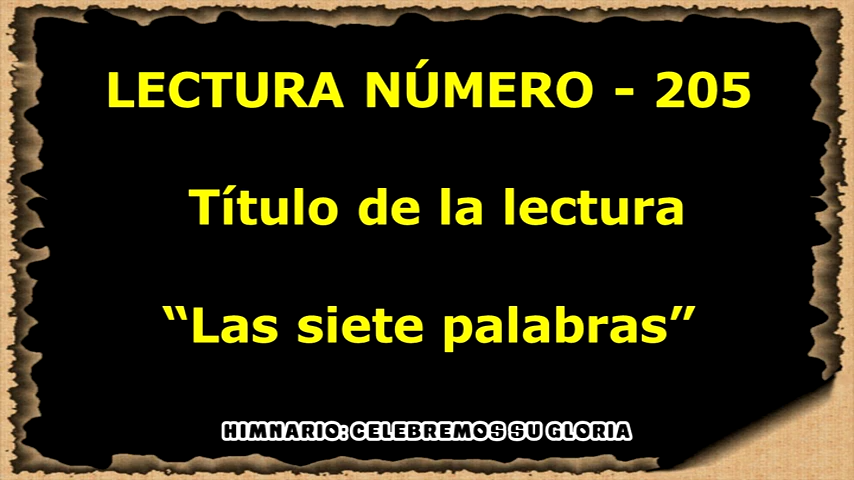 LECTURA NÚMERO - 205
Título de la lectura
“Las siete palabras”
HIMNARIO: CELEBREMOS SU GLORIA